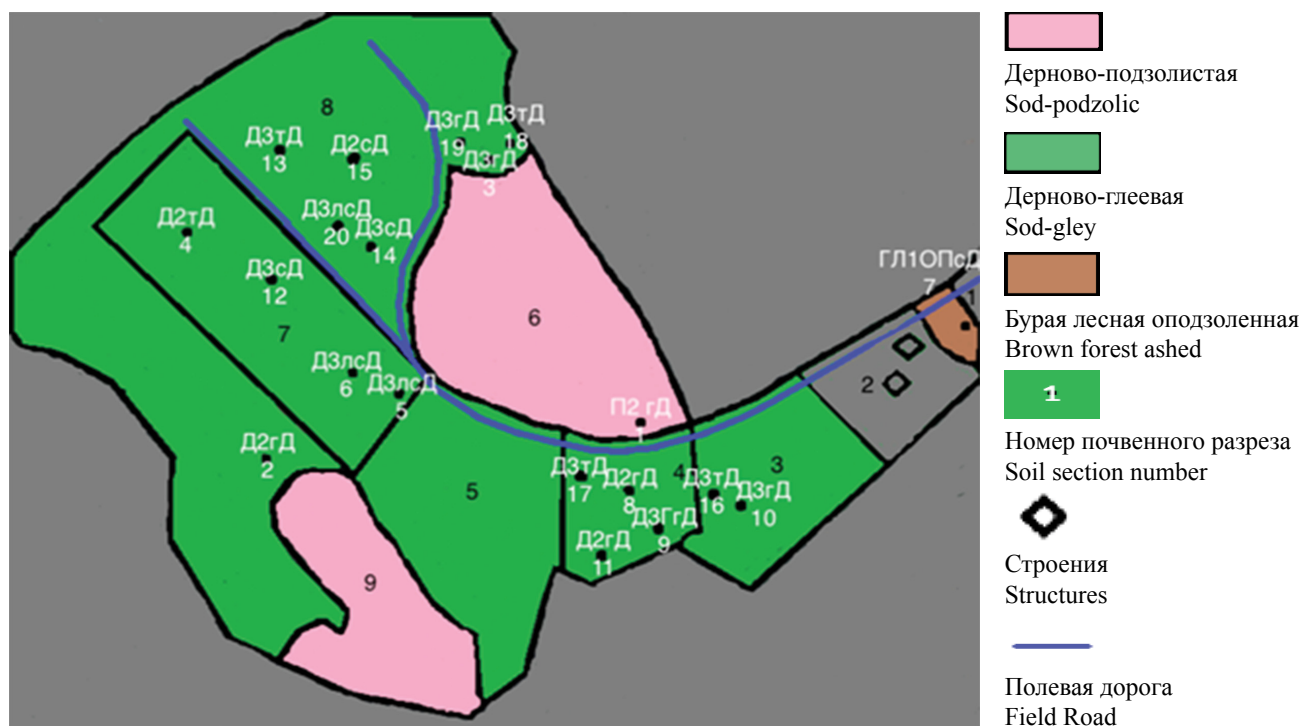 8
Д3тД
13
Д2сД
15
Д3гД
19
Д3тД
18
Д3гД
3
Д2тД
4
Д3лсД
20
Д3сД
14
Д3сД
12
7
6
ГЛ1ОПсД
7
1
2
Д3лсД
6
Д3лсД
5
П2 гД
1
Д2гД
2
5
Д3тД
17
Д2гД
8
4
Д3тД
16
3
Д3гД
10
Д3ГгД
9
Д2гД
11
9
Дерново-подзолистая
Sod-podzolic
Дерново-глеевая
Sod-gley
Бурая лесная оподзоленная
Brown forest ashed
1
Номер почвенного разреза
Soil section number
Строения
Structures
Полевая дорога
Field Road